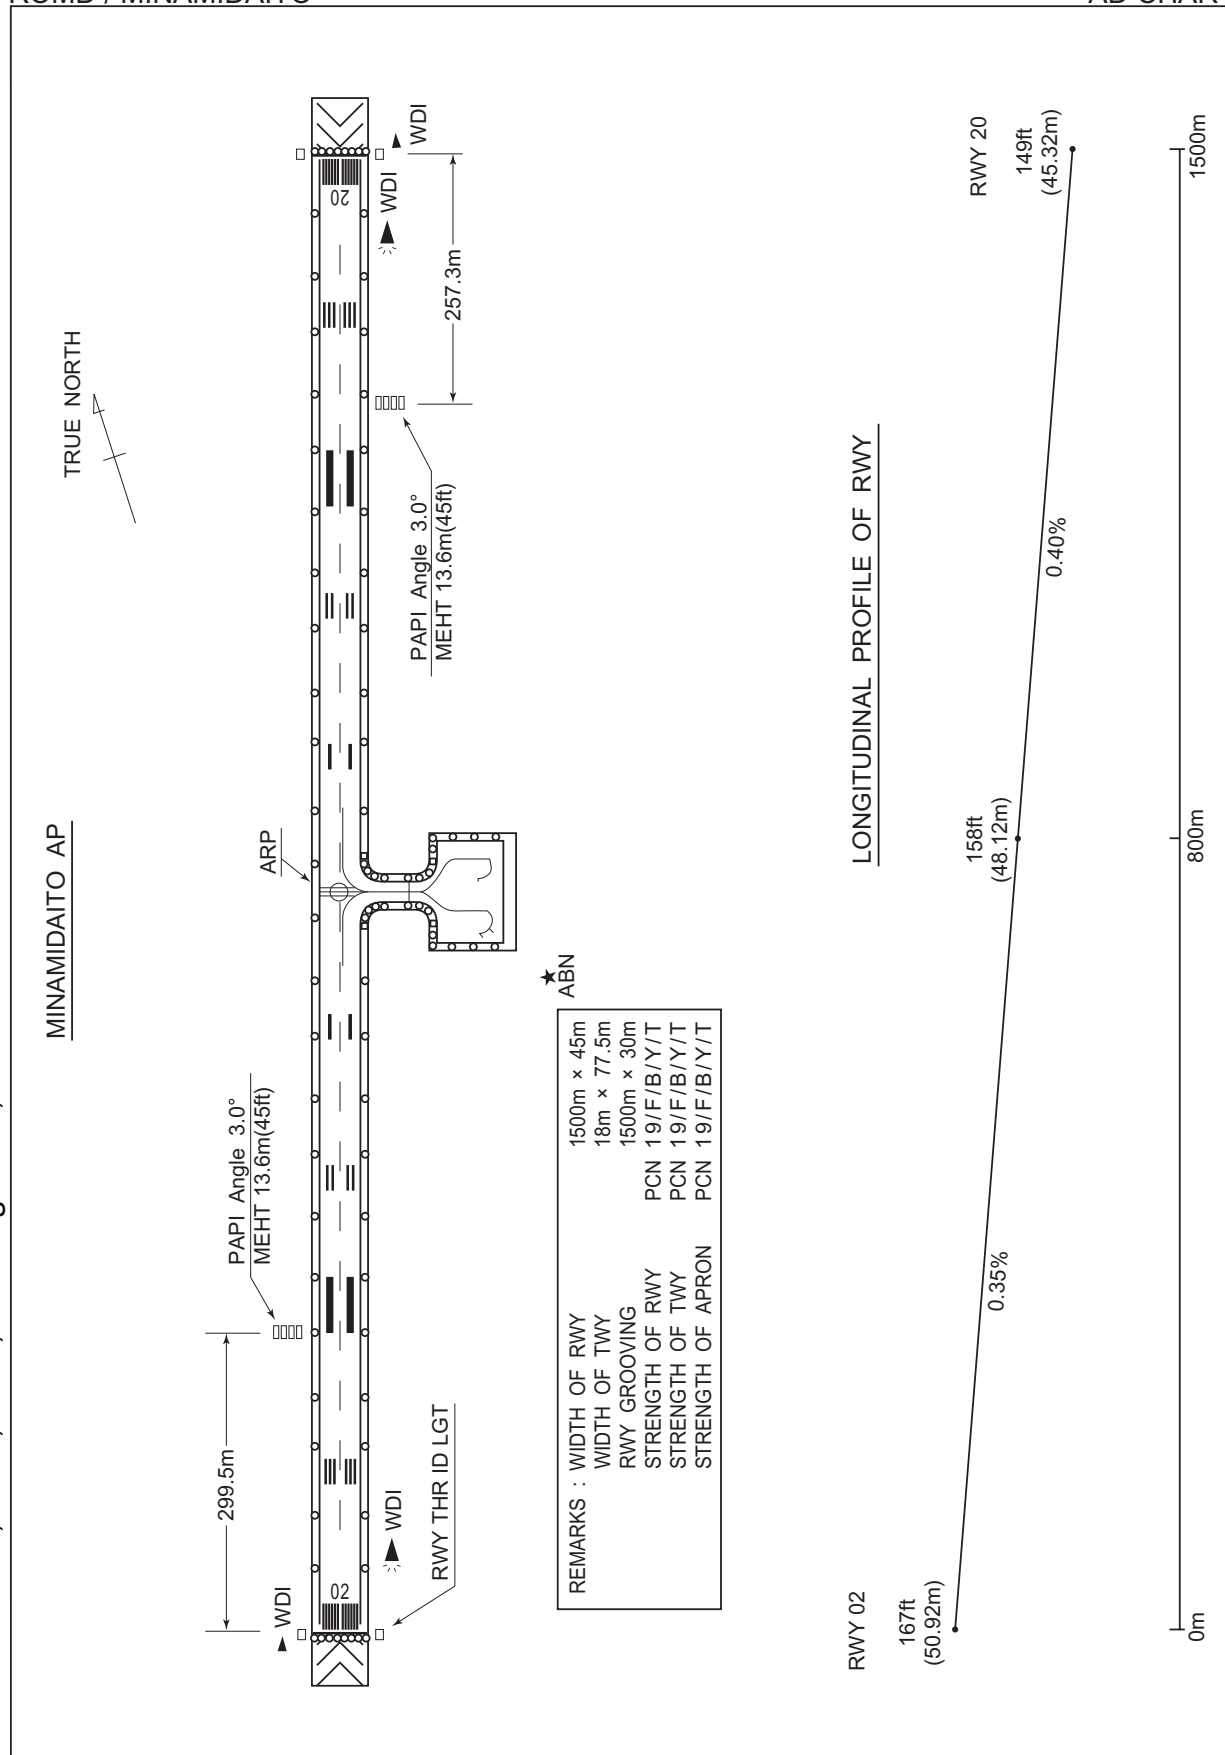 MINAMIDAITO AP
TRUE NORTH
PAPI Angle 3.0°
MEHT 13.6m(45ft)
299.5m
ARP
WDI
02
20
WDI
WDI
WDI
RWY THR ID LGT
PAPI Angle 3.0°
MEHT 13.6m(45ft)
257.3m
ABN
REMARKS : WIDTH OF RWY 1500m × 45m
WIDTH OF TWY 18m × 77.5m
RWY GROOVING 1500m × 30m
STRENGTH OF RWY PCN 19/F/B/Y/T
STRENGTH OF TWY PCN 19/F/B/Y/T
STRENGTH OF APRON PCN 19/F/B/Y/T
LONGITUDINAL PROFILE OF RWY
RWY 02
167ft
(50.92m)
0.35%
158ft
(48.12m)
0.40%
RWY 20
149ft
(45.32m)
0m
800m
1500m